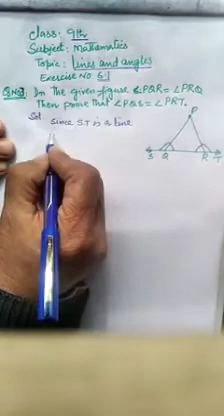 Class: 9th
Subject: Mathematics
Topic: Lines and angles
Exercise No 6.1
Q.No3 In the given figure ∠PQR = ∠PRQ
Then prove that ∠PQS = ∠PRT.
Sol Since ST is a line
P
S Q R T